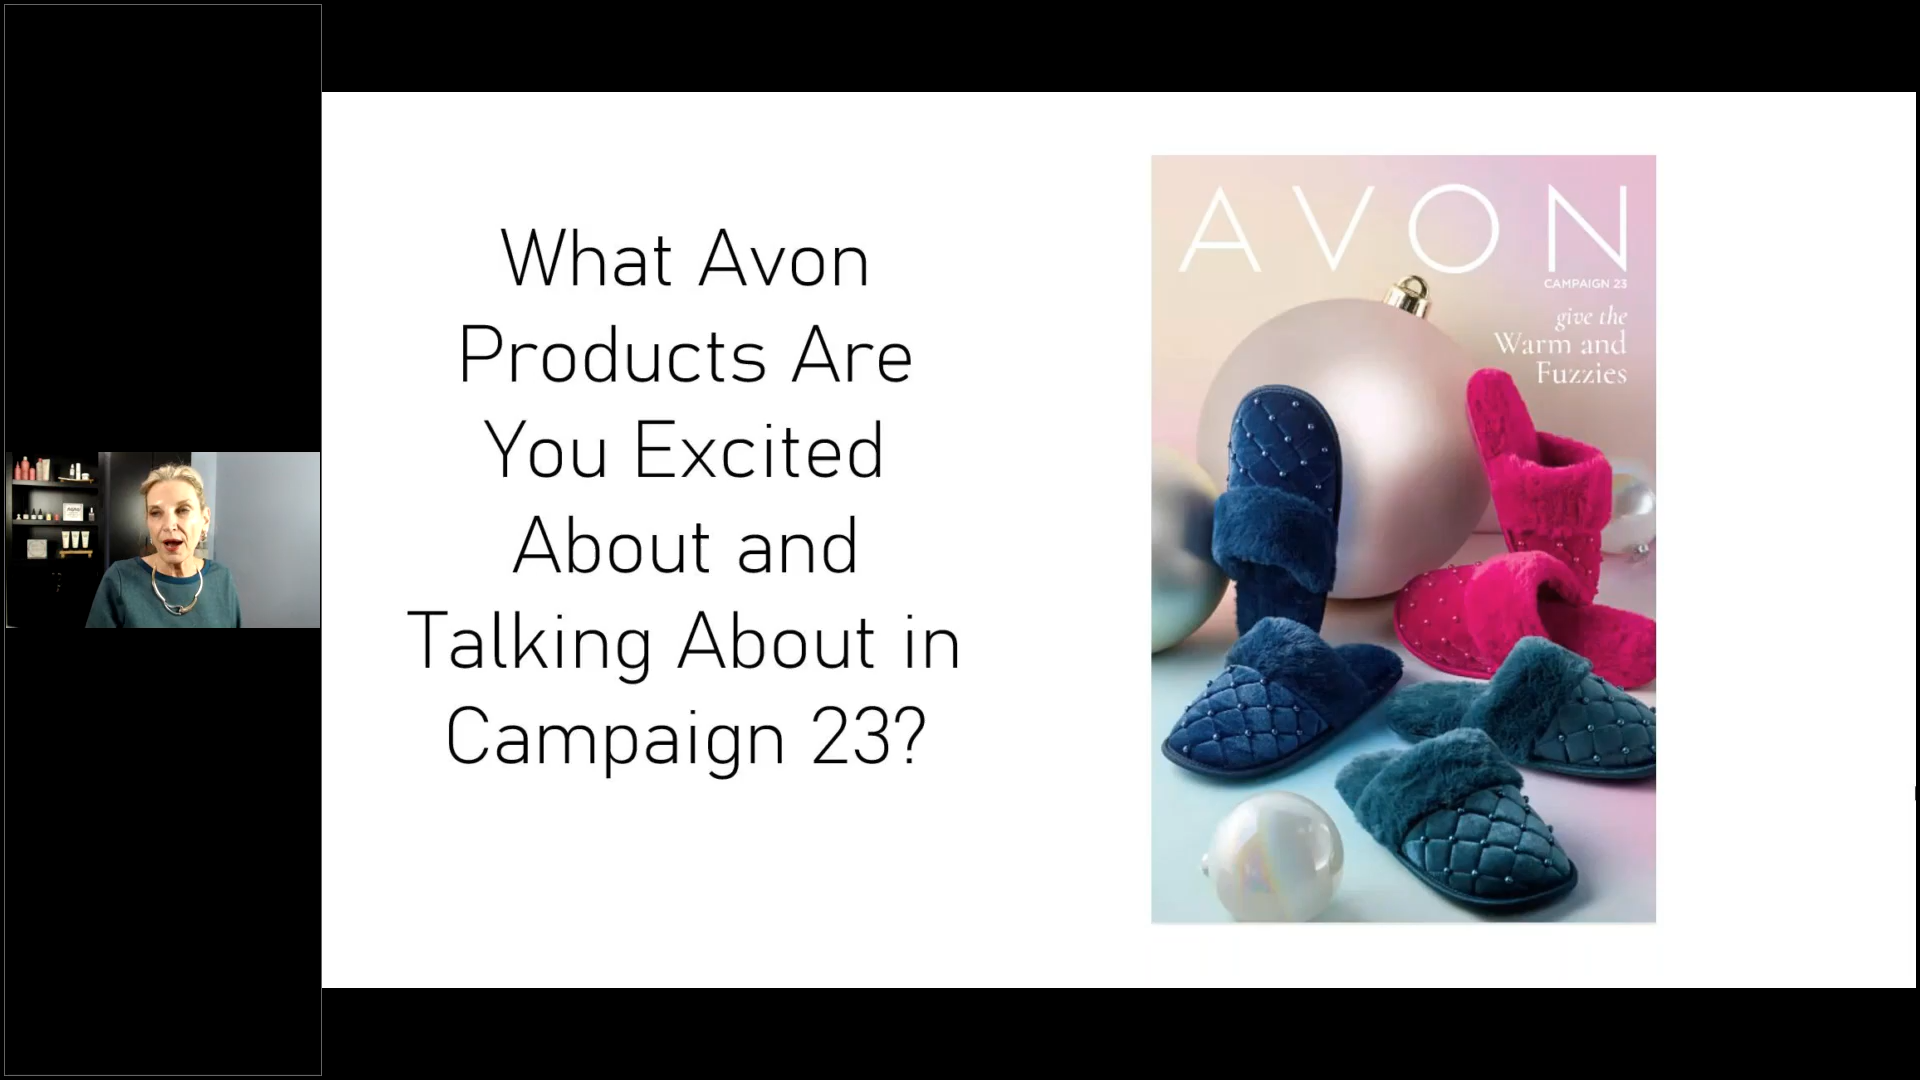 What Avon
Products Are
You Excited
About and
Talking About in
Campaign 23?
AVON
CAMPAIGN 23
give the
Warm and
Fuzzies